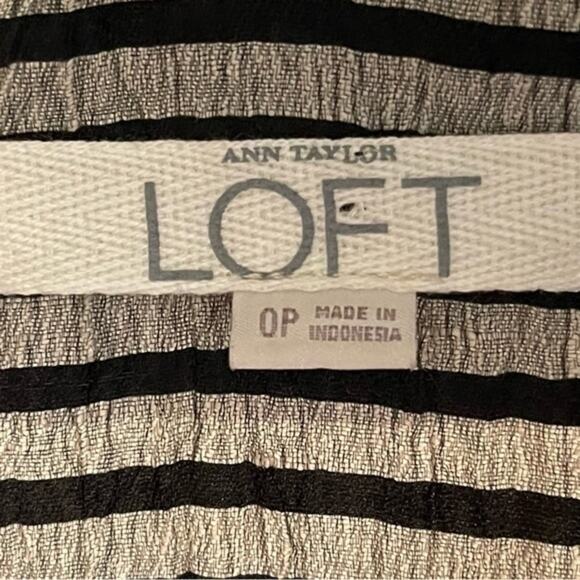 ANN TAYLOR
LOFT
0P MADE IN
INDONESIA